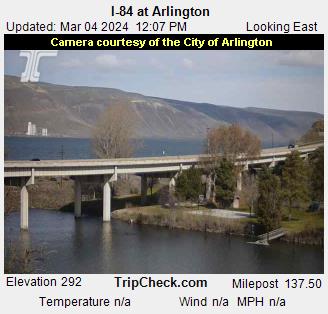 I-84 at Arlington
Updated: Mar 04 2024 12:07 PM Looking East
Camera courtesy of the City of Arlington
Elevation 292 TripCheck.com Milepost 137.50
Temperature n/a Wind n/a MPH n/a